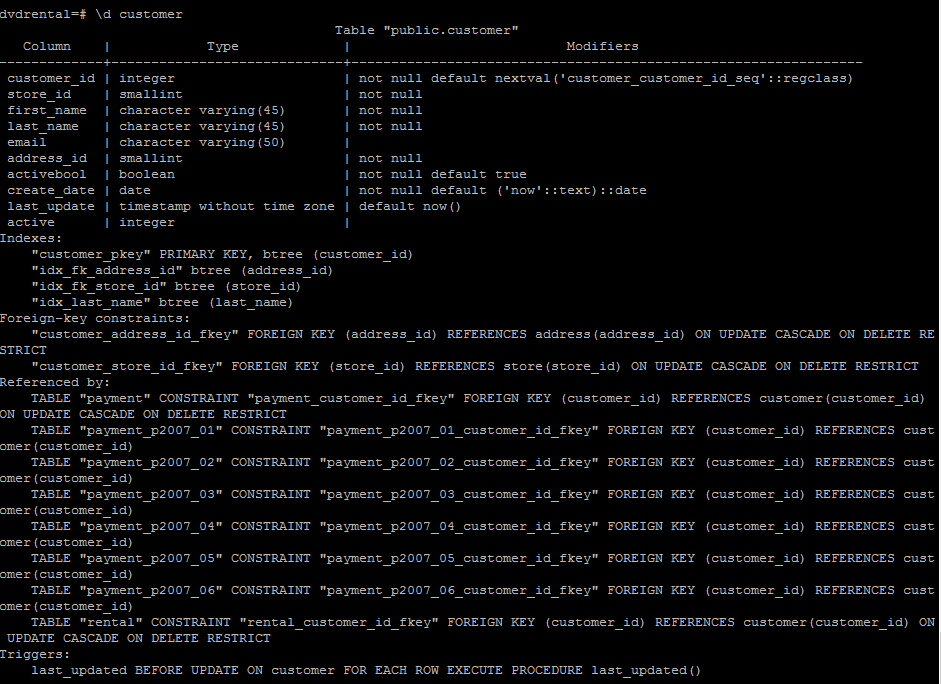 dvdrental=# \d customer
                                          Table "public.customer"
   Column    |            Type             |                           Modifiers
-------------+-----------------------------+----------------------------------------------------------------
 customer_id | integer                     | not null default nextval('customer_customer_id_seq'::regclass)
 store_id    | smallint                    | not null
 first_name  | character varying(45)       | not null
 last_name   | character varying(45)       | not null
 email       | character varying(50)       |
 address_id  | smallint                    | not null
 activebool  | boolean                     | not null default true
 create_date | date                        | not null default ('now'::text)::date
 last_update | timestamp without time zone | default now()
 active      | integer                     |
Indexes:
    "customer_pkey" PRIMARY KEY, btree (customer_id)
    "idx_fk_address_id" btree (address_id)
    "idx_fk_store_id" btree (store_id)
    "idx_last_name" btree (last_name)
Foreign-key constraints:
    "customer_address_id_fkey" FOREIGN KEY (address_id) REFERENCES address(address_id) ON UPDATE CASCADE ON DELETE RE
STRICT
    "customer_store_id_fkey" FOREIGN KEY (store_id) REFERENCES store(store_id) ON UPDATE CASCADE ON DELETE RESTRICT
Referenced by:
    TABLE "payment" CONSTRAINT "payment_customer_id_fkey" FOREIGN KEY (customer_id) REFERENCES customer(customer_id)
ON UPDATE CASCADE ON DELETE RESTRICT
    TABLE "payment_p2007_01" CONSTRAINT "payment_p2007_01_customer_id_fkey" FOREIGN KEY (customer_id) REFERENCES cust
omer(customer_id)
    TABLE "payment_p2007_02" CONSTRAINT "payment_p2007_02_customer_id_fkey" FOREIGN KEY (customer_id) REFERENCES cust
omer(customer_id)
    TABLE "payment_p2007_03" CONSTRAINT "payment_p2007_03_customer_id_fkey" FOREIGN KEY (customer_id) REFERENCES cust
omer(customer_id)
    TABLE "payment_p2007_04" CONSTRAINT "payment_p2007_04_customer_id_fkey" FOREIGN KEY (customer_id) REFERENCES cust
omer(customer_id)
    TABLE "payment_p2007_05" CONSTRAINT "payment_p2007_05_customer_id_fkey" FOREIGN KEY (customer_id) REFERENCES cust
omer(customer_id)
    TABLE "payment_p2007_06" CONSTRAINT "payment_p2007_06_customer_id_fkey" FOREIGN KEY (customer_id) REFERENCES cust
omer(customer_id)
    TABLE "rental" CONSTRAINT "rental_customer_id_fkey" FOREIGN KEY (customer_id) REFERENCES customer(customer_id) ON
 UPDATE CASCADE ON DELETE RESTRICT
Triggers:
    last_updated BEFORE UPDATE ON customer FOR EACH ROW EXECUTE PROCEDURE last_updated()